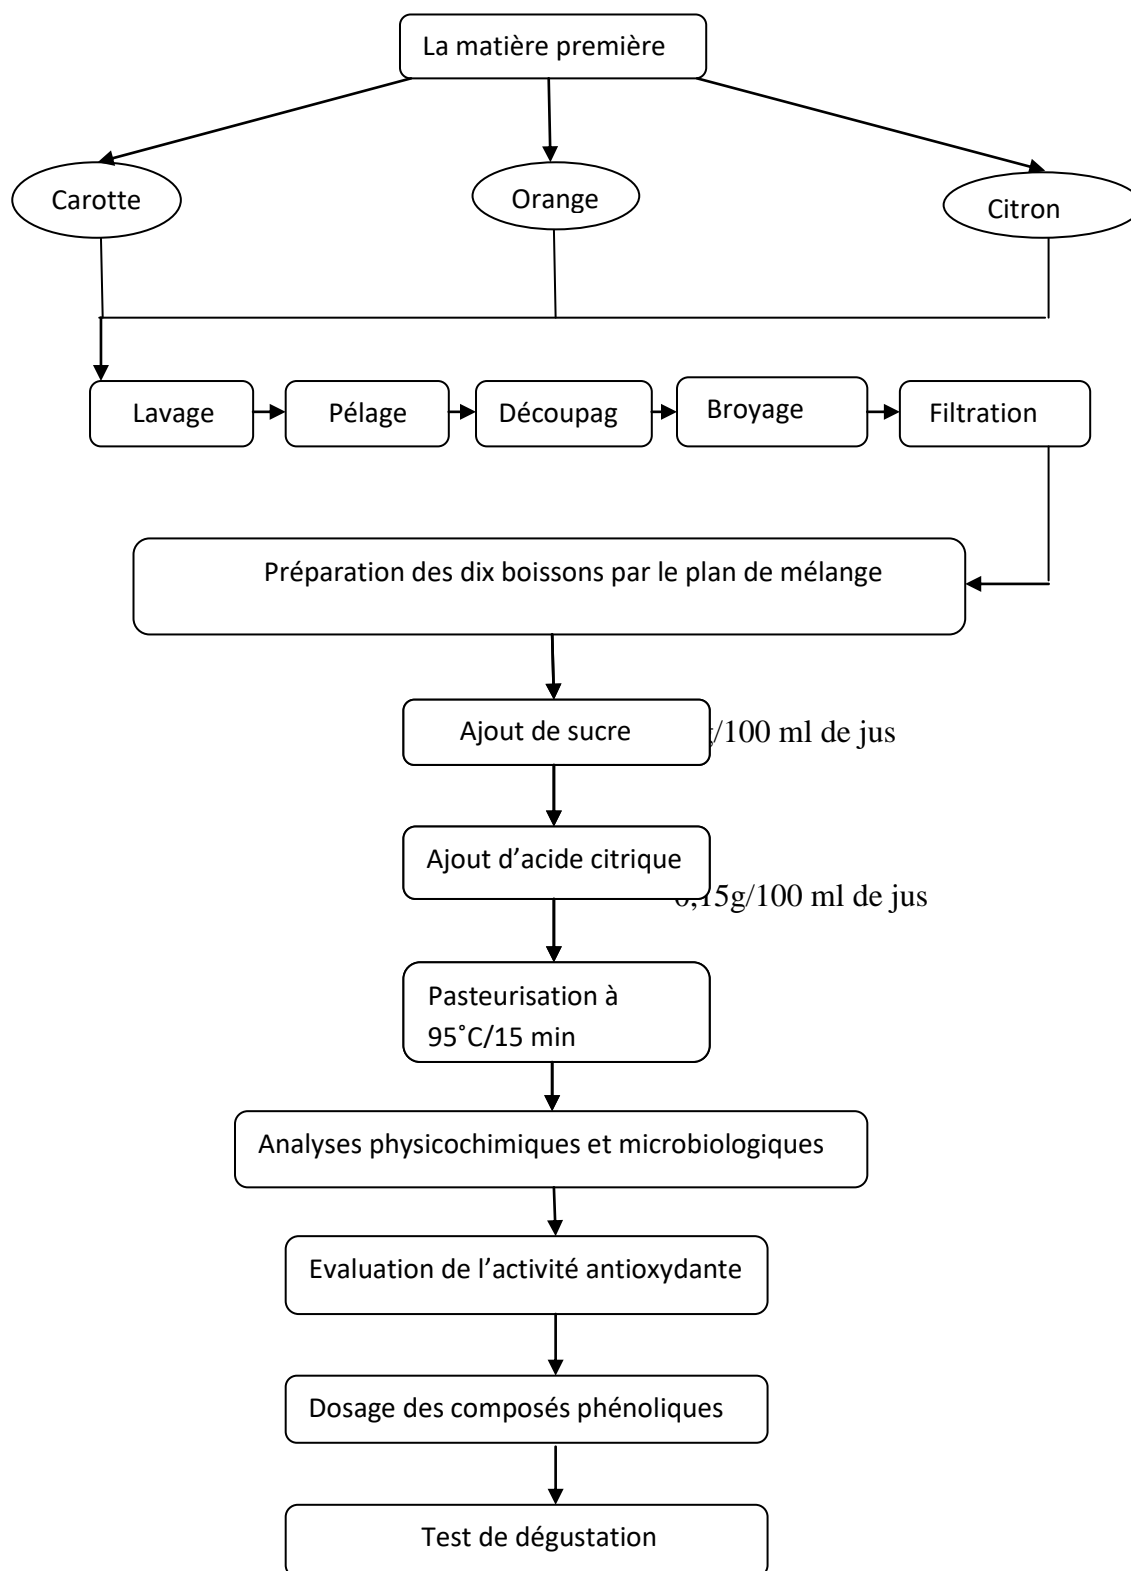 La matière première
Carotte
Orange
Citron
Lavage
Pélage
Découpag
Broyage
Filtration
Préparation des dix boissons par le plan de mélange
Ajout de sucre
g/100 ml de jus
Ajout d’acide citrique
0,15g/100 ml de jus
Pasteurisation à
95°C/15 min
Analyses physicochimiques et microbiologiques
Evaluation de l’activité antioxydante
Dosage des composés phénoliques
Test de dégustation